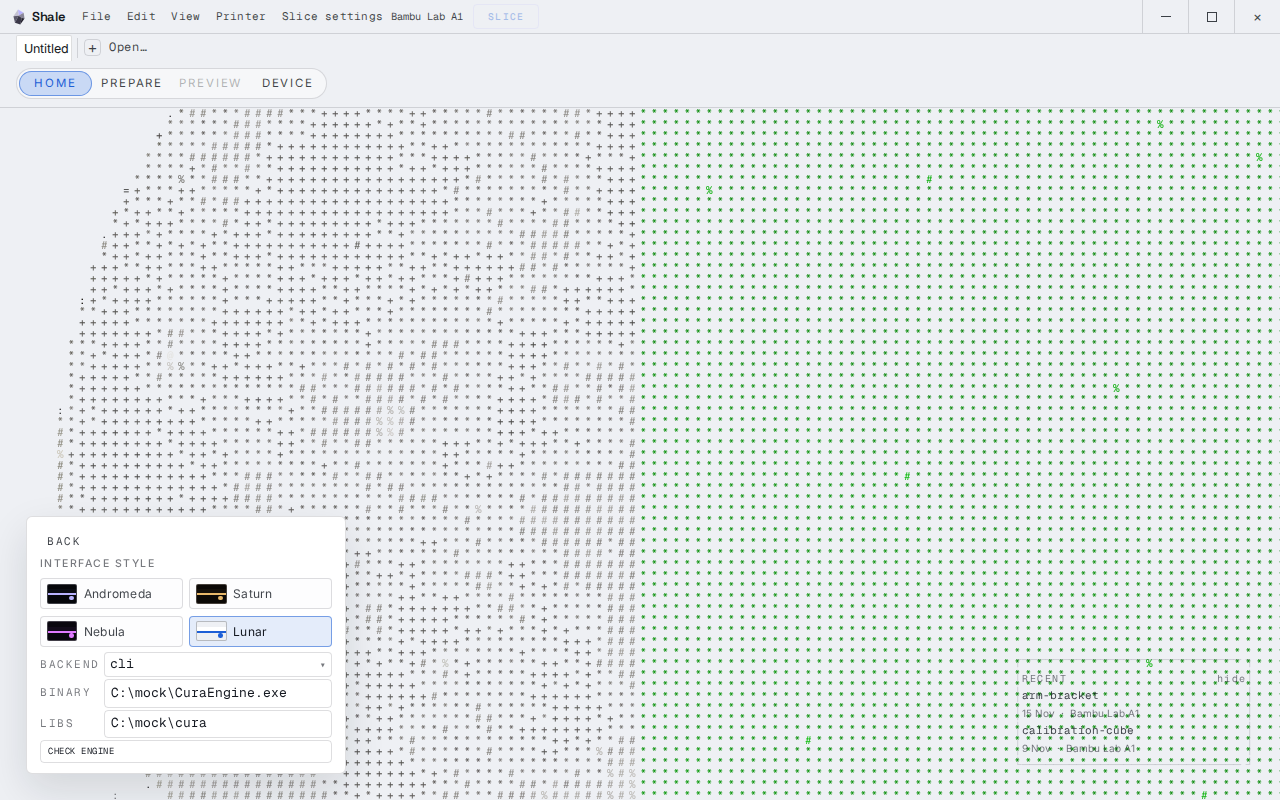 Shale File Edit View Printer Slice settings Bambu Lab A1 SLICE
Untitled + Open…
HOME PREPARE PREVIEW DEVICE
BACK
INTERFACE STYLE
Andromeda Saturn
Nebula Lunar
BACKEND cli
BINARY C:\mock\CuraEngine.exe
LIBS C:\mock\cura
CHECK ENGINE
RECENT hide
arm-bracket
15 Nov · Bambu Lab A1
calibration-cube
9 Nov · Bambu Lab A1